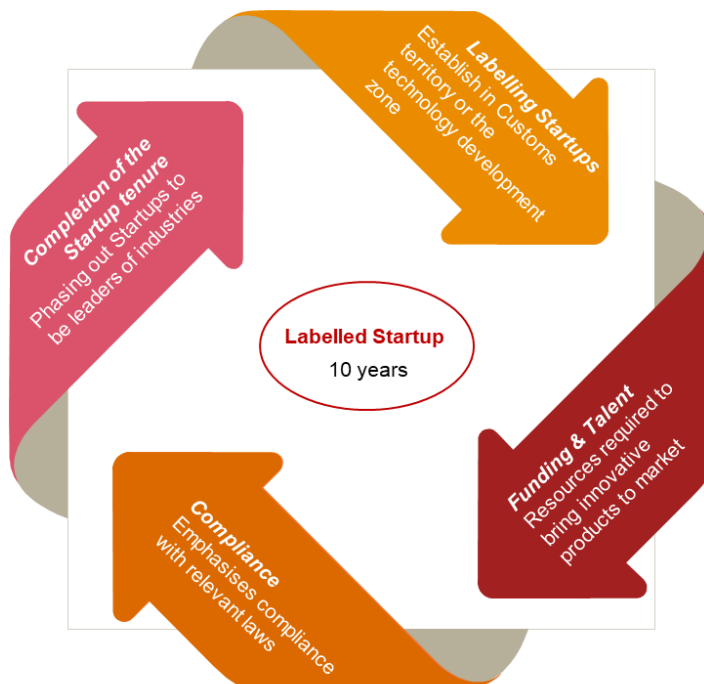 Labelling Startups
Establish in Customs
territory or the
technology development
zone
Funding & Talent
Resources required to
bring innovative
products to market
Compliance
Emphasises compliance
with relevant laws
Completion of the
Startup tenure
Phasing out Startups to
be leaders of industries
Labelled Startup
10 years